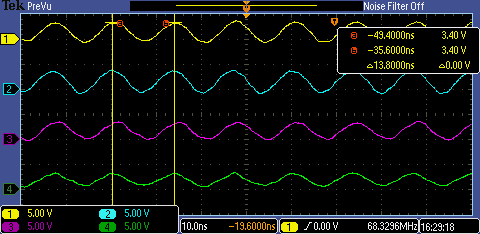 Tek PreVu Noise Filter Off
a -49.4000ns 3.40 V
b -35.6000ns 3.40 V
△13.8000ns △0.00 V
a b
1
2
3
4
1 5.00 V 2 5.00 V
3 5.00 V 4 5.00 V
10.0ns -19.6000ns
1 0.00 V
68.3296MHz 16:29:18